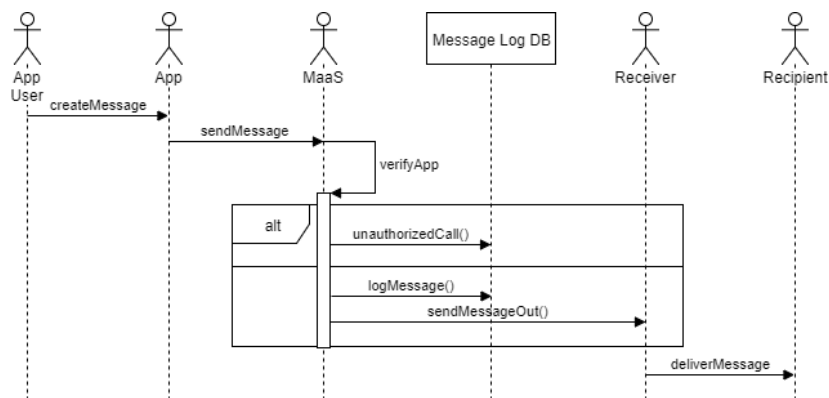 Message Log DB
App
User
App
MaaS
Receiver
Recipient
createMessage
sendMessage
verifyApp
alt
unauthorizedCall()
logMessage()
sendMessageOut()
deliverMessage